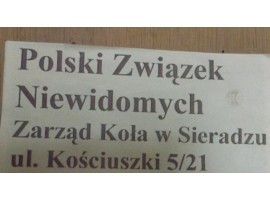 Polski Związek
Niewidomych
Zarząd Koła w Sieradzu
ul. Kościuszki 5/21